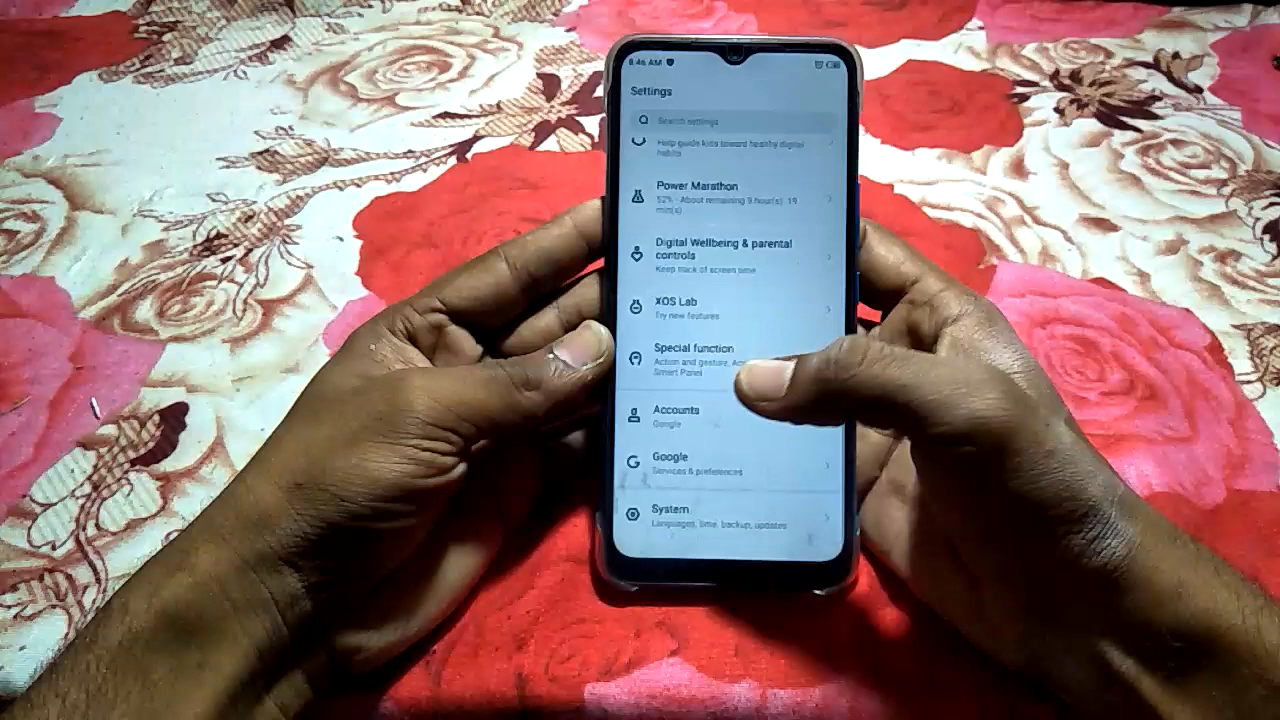 8:46 AM
Settings
Search settings
Help guide kids toward healthy digital
habits
Power Marathon
52% - About remaining 9 hour(s) 19
min(s)
Digital Wellbeing & parental
controls
Keep track of screen time
XOS Lab
Try new features
Special function
Action and gesture,
Smart Panel
Accounts
Google
Google
Services & preferences
System
Languages, time, backup, updates